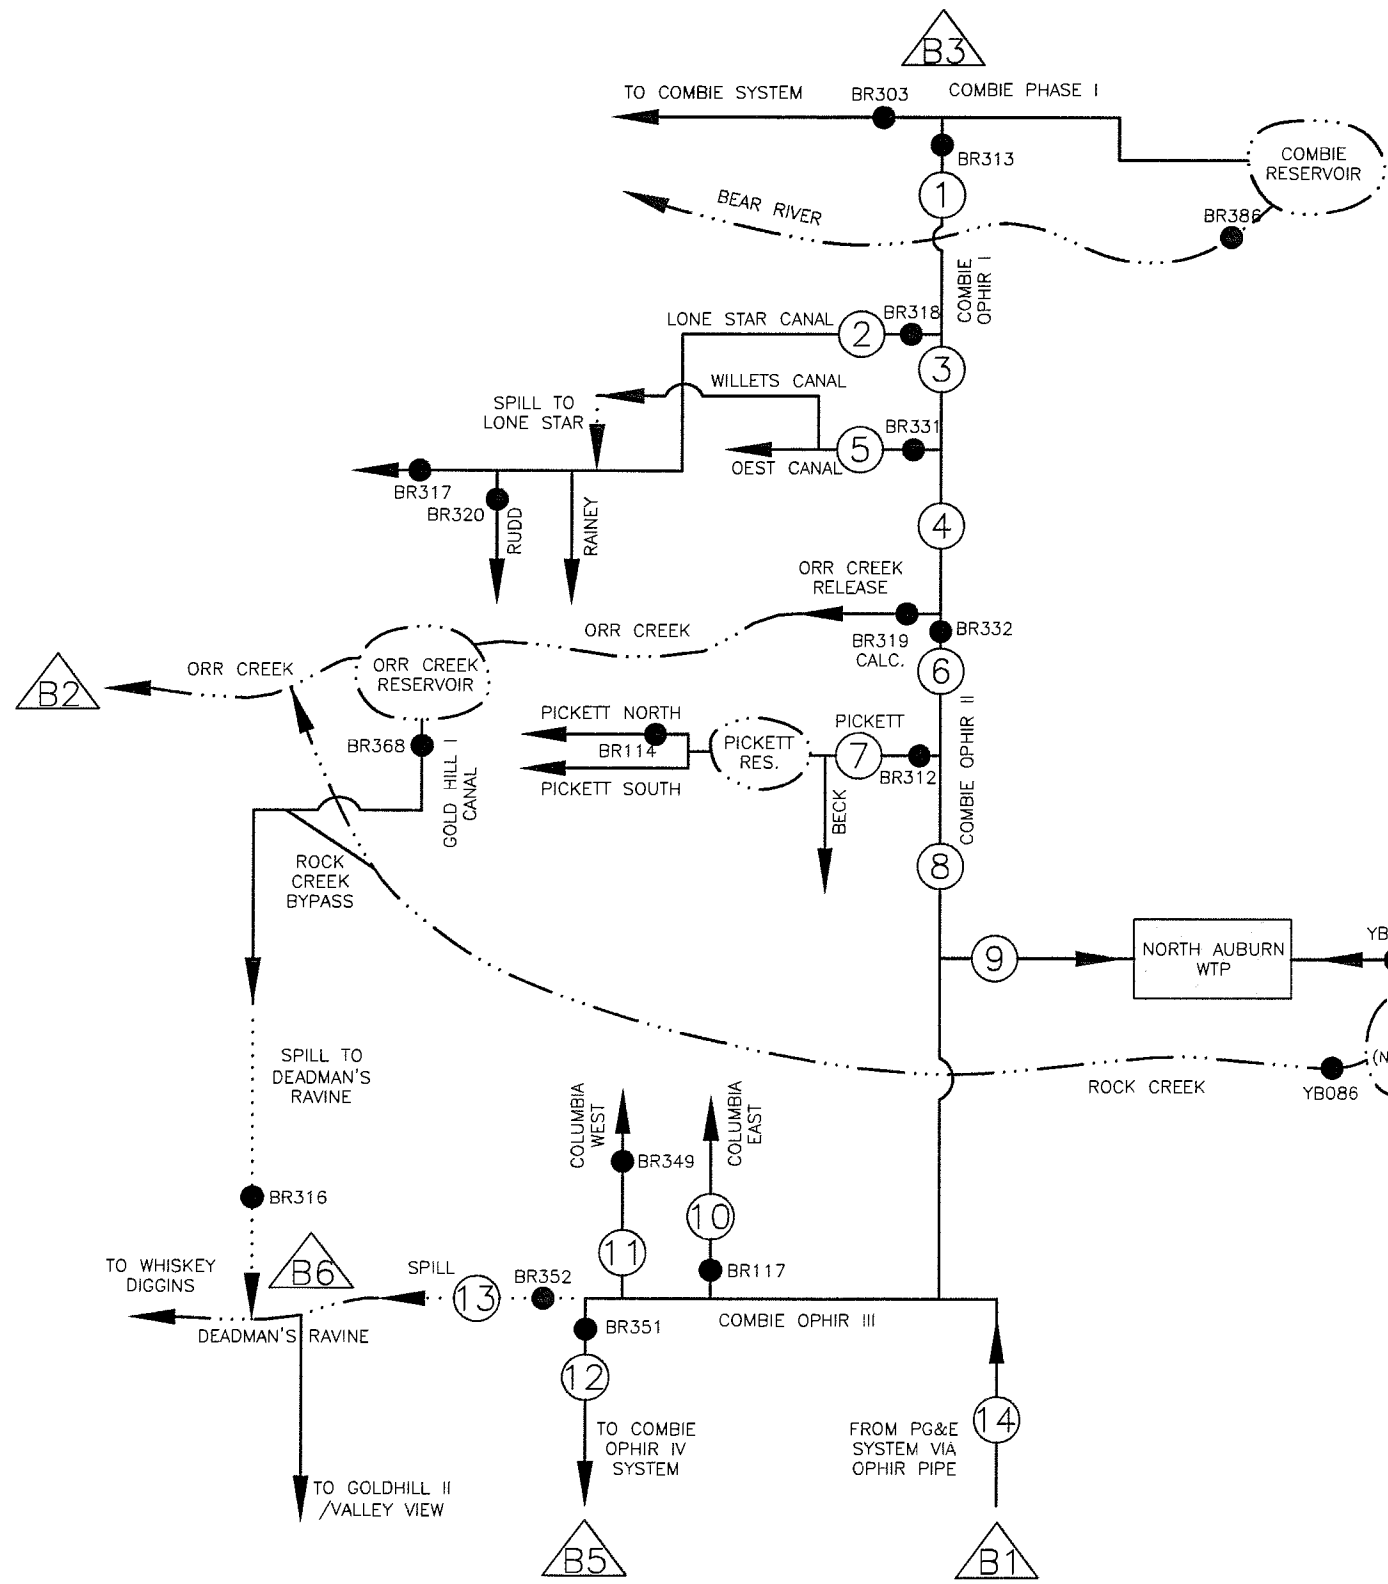 B3
TO COMBIE SYSTEM
BR303
COMBIE PHASE I
BR313
COMBIE
RESERVOIR
1
BEAR RIVER
BR386
COMBIE
OPHIR I
LONE STAR CANAL
2
BR318
3
WILLETS CANAL
SPILL TO
LONE STAR
BR331
5
OEST CANAL
BR317
BR320
RUDD
RAINEY
4
ORR CREEK
RELEASE
BR319
CALC.
BR332
ORR CREEK
ORR CREEK
ORR CREEK
RESERVOIR
B2
6
PICKETT NORTH
BR114
PICKETT SOUTH
PICKETT
RES.
PICKETT
7
BR312
BECK
COMBIE OPHIR II
BR368
GOLD HILL I
CANAL
8
ROCK
CREEK
BYPASS
9
NORTH AUBURN
WTP
YB
(N
ROCK CREEK
YB086
SPILL TO
DEADMAN'S
RAVINE
COLUMBIA
WEST
COLUMBIA
EAST
BR349
BR316
10
11
BR117
TO WHISKEY
DIGGINS
B6
SPILL
13
BR352
COMBIE OPHIR III
DEADMAN'S RAVINE
BR351
12
14
TO COMBIE
OPHIR IV
SYSTEM
FROM PG&E
SYSTEM VIA
OPHIR PIPE
TO GOLDHILL II
/VALLEY VIEW
B5
B1